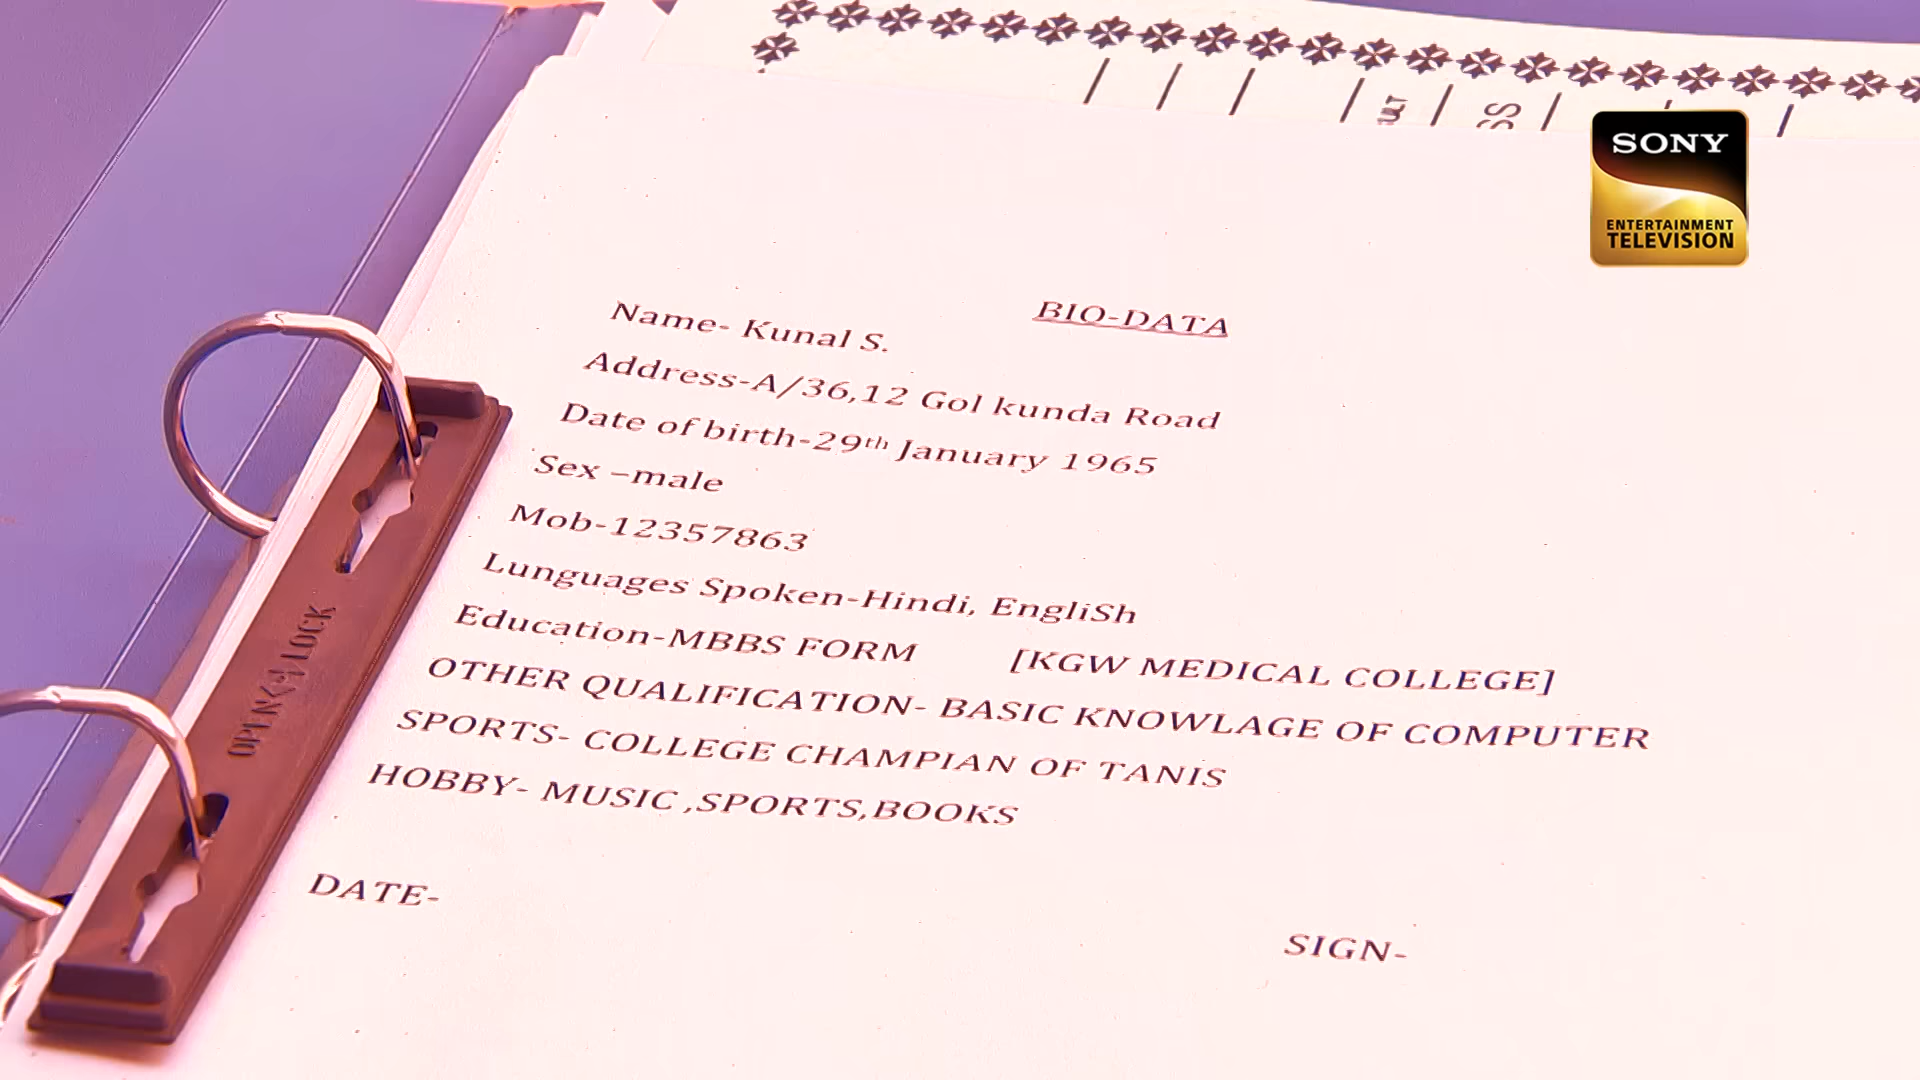 SONY
ENTERTAINMENT
TELEVISION
BIO-DATA
Name- Kunal S.
Address-A/36,12 Gol kunda Road
Date of birth-29th January 1965
Sex –male
Mob-12357863
Lunguages Spoken-Hindi, EngliSh
Education-MBBS FORM [KGW MEDICAL COLLEGE]
OTHER QUALIFICATION- BASIC KNOWLAGE OF COMPUTER
SPORTS- COLLEGE CHAMPIAN OF TANIS
HOBBY- MUSIC ,SPORTS,BOOKS
DATE-
SIGN-
OPEN LOCK